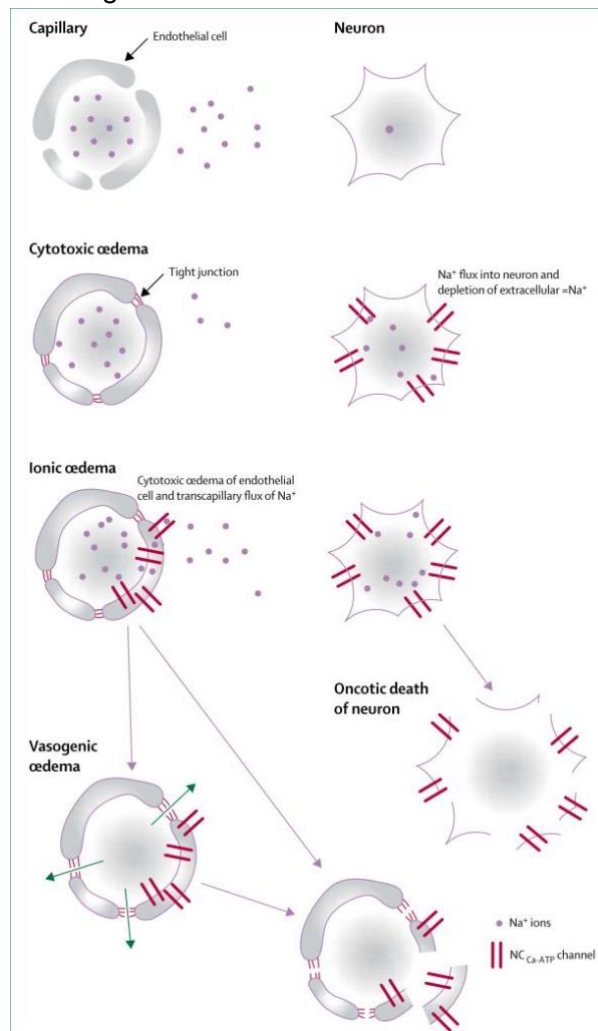 Capillary
Endothelial cell
Neuron
Cytotoxic œdema
Tight junction
Na⁺ flux into neuron and
depletion of extracellular =Na⁺
Ionic œdema
Cytotoxic œdema of endothelial
cell and transcapillary flux of Na⁺
Oncotic death
of neuron
Vasogenic
œdema
Na⁺ ions
NC Ca-ATP channel